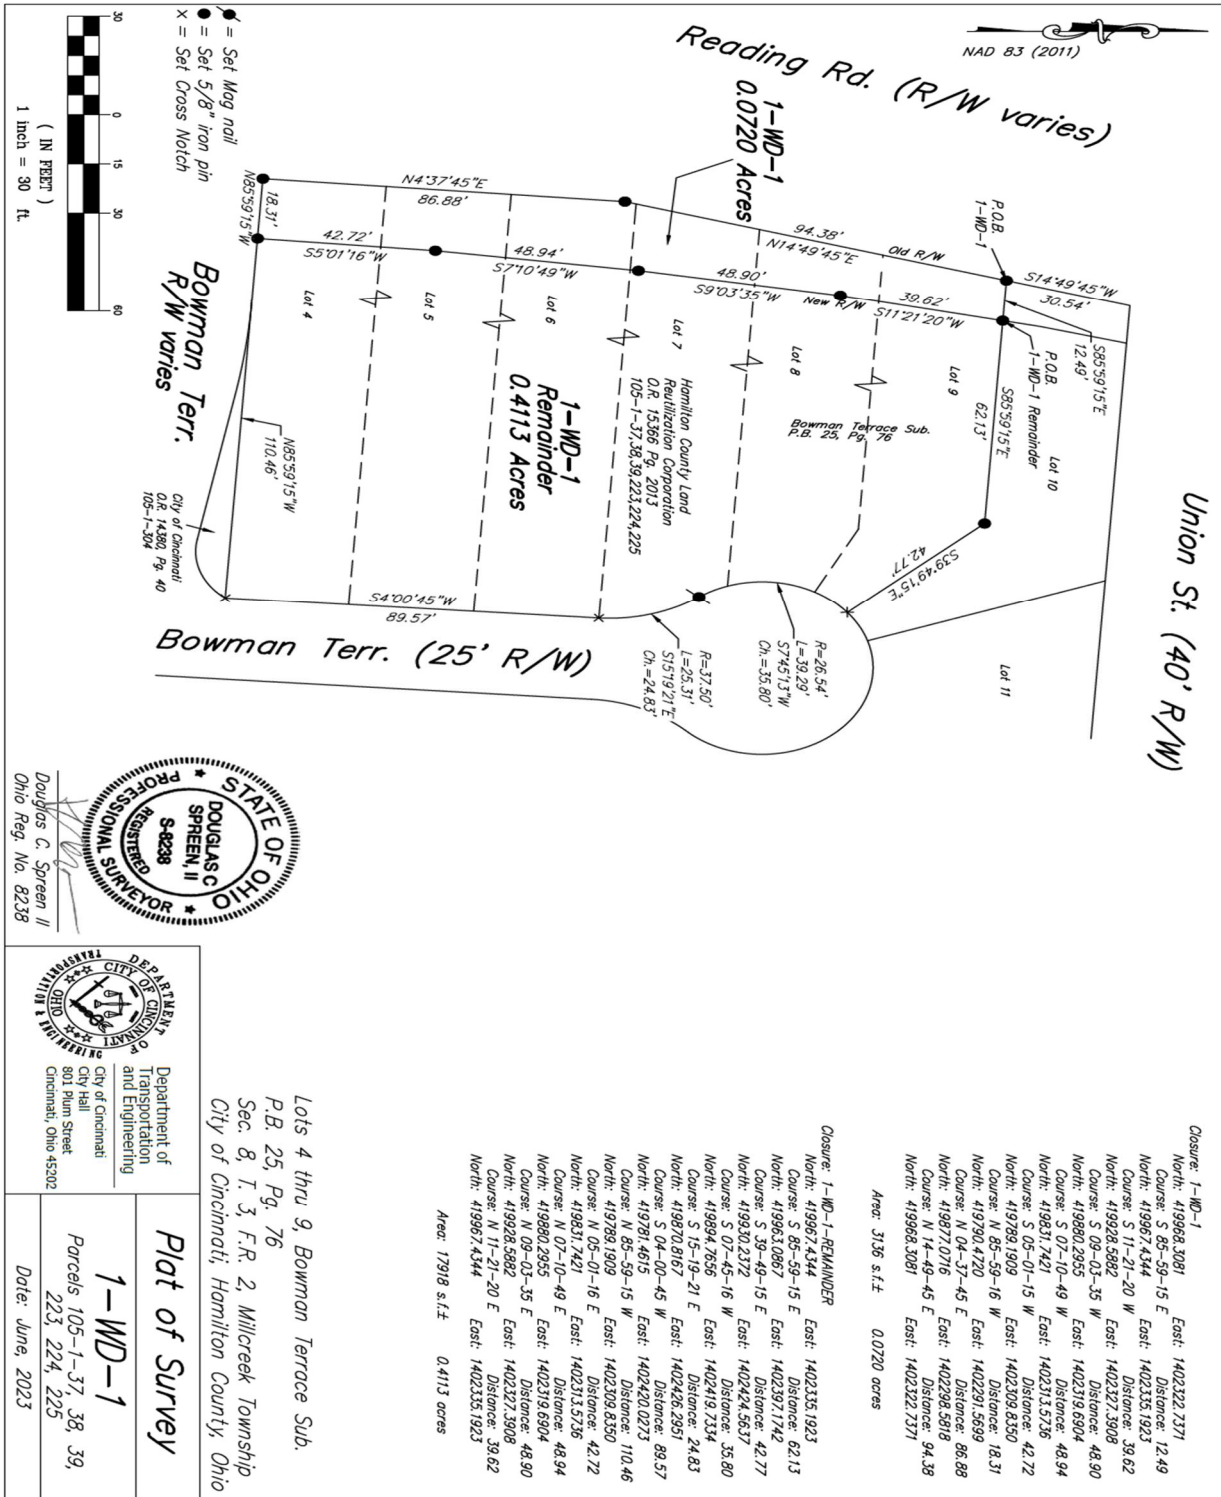 NAD 83 (2011)
Reading Rd. (R/W varies)
Union St. (40' R/W)
1-WD-1
0.0720 Acres
P.O.B.
1-WD-1
S14°49'45"W
30.54'
S85°59'15"E
12.49'
94.38'
N14°49'45"E
Old R/W
N4°37'45"E
86.88'
18.31'
N85°59'15"W
42.72'
S5°01'16"W
48.94'
S7°10'49"W
48.90'
S9°03'35"W
New R/W
39.62'
S11°21'20"W
P.O.B.
1-WD-1 Remainder
S85°59'15"E
62.13'
Lot 4
Lot 5
Lot 6
Lot 7
Lot 8
Lot 9
Lot 10
Lot 11
Bowman Terrace Sub.
P.B. 25, Pg. 76
Hamilton County Land
Reutilization Corporation
O.R. 15366 Pg. 2013
105-1-37,38,39,223,224,225
1-WD-1
Remainder
0.4113 Acres
S39°49'15"E
42.77'
R=26.54'
L=39.29'
S7°45'13"W
Ch.=35.80'
R=37.50'
L=25.31'
S15°19'21"E
Ch.=24.83'
S4°00'45"W
89.57'
N85°59'15"W
110.46'
Bowman Terr.
R/W varies
City of Cincinnati
O.R. 14380, Pg. 40
105-1-304
Bowman Terr. (25' R/W)
= Set Mag nail
= Set 5/8" iron pin
X = Set Cross Notch
30 0 15 30 60
( IN FEET )
1 inch = 30 ft.
Closure: 1-WD-1
North: 419968.3081 East: 1402322.7371
Course: S 85-59-15 E Distance: 12.49
North: 419967.4344 East: 1402335.1923
Course: S 11-21-20 W Distance: 39.62
North: 419928.5882 East: 1402327.3908
Course: S 09-03-35 W Distance: 48.90
North: 419880.2955 East: 1402319.6904
Course: S 07-10-49 W Distance: 48.94
North: 419831.7421 East: 1402313.5736
Course: S 05-01-15 W Distance: 42.72
North: 419789.1909 East: 1402309.8350
Course: N 85-59-16 W Distance: 18.31
North: 419790.4720 East: 1402291.5699
Course: N 04-37-45 E Distance: 86.88
North: 419877.0716 East: 1402298.5818
Course: N 14-49-45 E Distance: 94.38
North: 419968.3081 East: 1402322.7371
Area: 3136 s.f.± 0.0720 acres
Closure: 1-WD-1-REMAINDER
North: 419967.4344 East: 1402335.1923
Course: S 85-59-15 E Distance: 62.13
North: 419963.0867 East: 1402397.1742
Course: S 39-49-15 E Distance: 42.77
North: 419930.2372 East: 1402424.5637
Course: S 07-45-16 W Distance: 35.80
North: 419894.7656 East: 1402419.7334
Course: S 15-19-21 E Distance: 24.83
North: 419870.8167 East: 1402426.2951
Course: S 04-00-45 W Distance: 89.57
North: 419781.4615 East: 1402420.0273
Course: N 85-59-15 W Distance: 110.46
North: 419789.1909 East: 1402309.8350
Course: N 05-01-16 E Distance: 42.72
North: 419831.7421 East: 1402313.5736
Course: N 07-10-49 E Distance: 48.94
North: 419880.2955 East: 1402319.6904
Course: N 09-03-35 E Distance: 48.90
North: 419928.5882 East: 1402327.3908
Course: N 11-21-20 E Distance: 39.62
North: 419967.4344 East: 1402335.1923
Area: 17918 s.f.± 0.4113 acres
Lots 4 thru 9, Bowman Terrace Sub.
P.B. 25, Pg. 76
Sec. 8, T. 3, F.R. 2, Millcreek Township
City of Cincinnati, Hamilton County, Ohio
STATE OF OHIO
DOUGLAS C
SPREEN, II
S-8238
REGISTERED
PROFESSIONAL SURVEYOR
Douglas C. Spreen II
Ohio Reg. No. 8238
DEPARTMENT OF
TRANSPORTATION & ENGINEERING
CITY OF CINCINNATI
OHIO
Department of
Transportation
and Engineering
City of Cincinnati
City Hall
801 Plum Street
Cincinnati, Ohio 45202
Plat of Survey
1-WD-1
Parcels 105-1-37, 38, 39,
223, 224, 225
Date: June, 2023